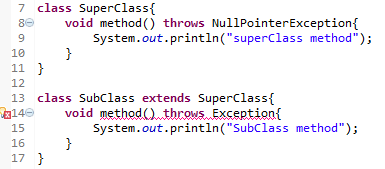 7 class SuperClass{
8 void method() throws NullPointerException{
9 System.out.println("superClass method");
10 }
11 }
12
13 class SubClass extends SuperClass{
14 void method() throws Exception{
15 System.out.println("SubClass method");
16 }
17 }